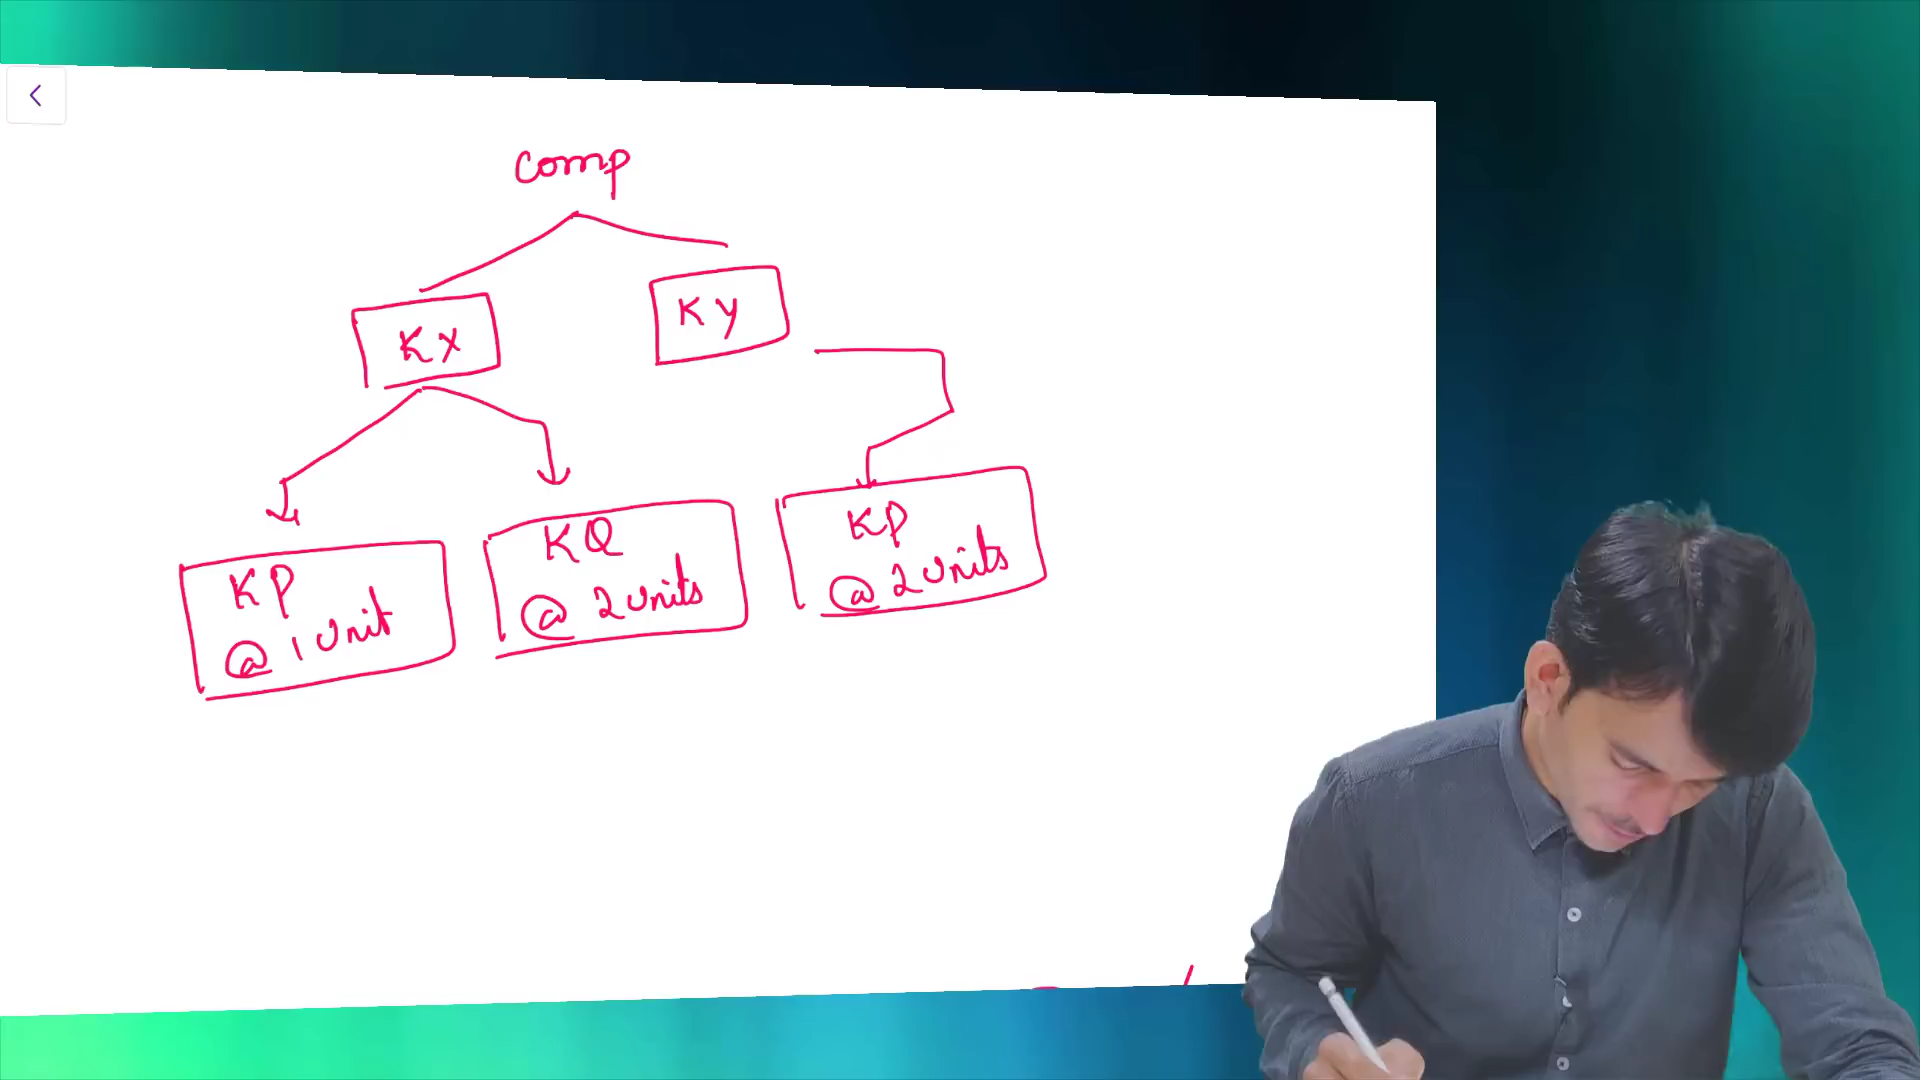 Comp
KX
KY
KP
@ 1 Unit
KQ
@ 2 Units
KP
@ 2 Units